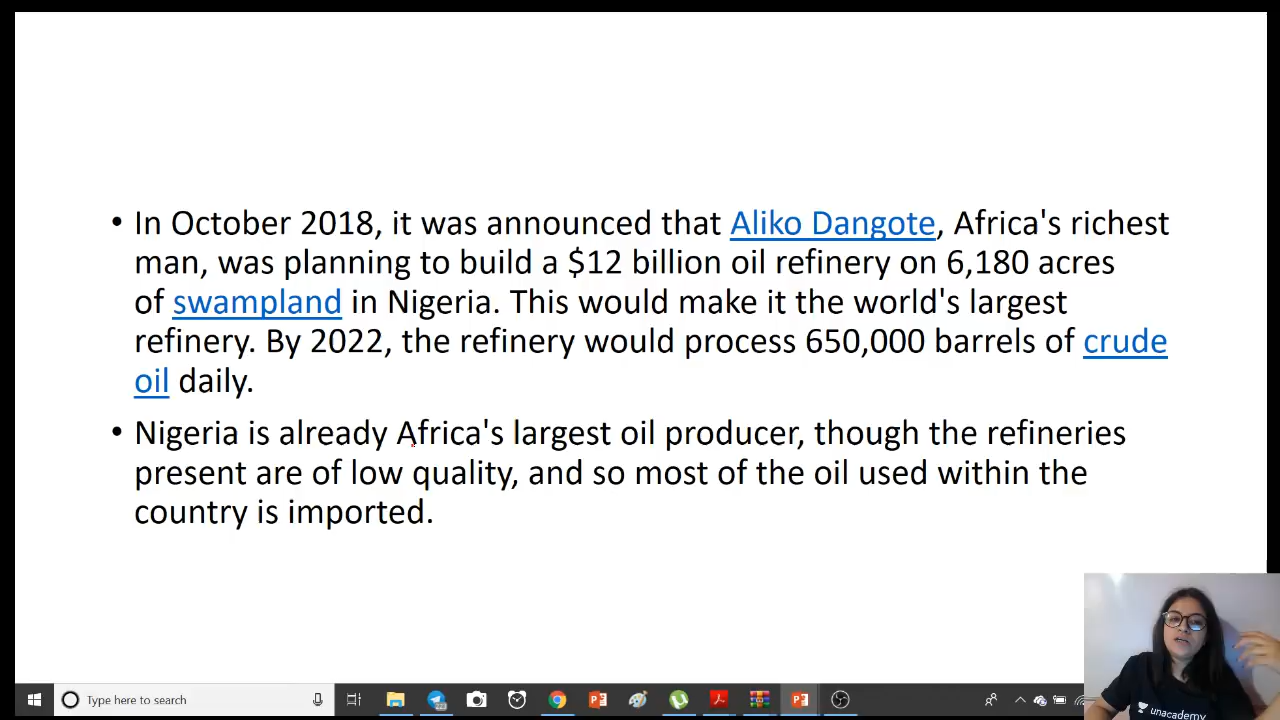 • In October 2018, it was announced that Aliko Dangote, Africa's richest
man, was planning to build a $12 billion oil refinery on 6,180 acres
of swampland in Nigeria. This would make it the world's largest
refinery. By 2022, the refinery would process 650,000 barrels of crude
oil daily.
• Nigeria is already Africa's largest oil producer, though the refineries
present are of low quality, and so most of the oil used within the
country is imported.
unacademy
Type here to search